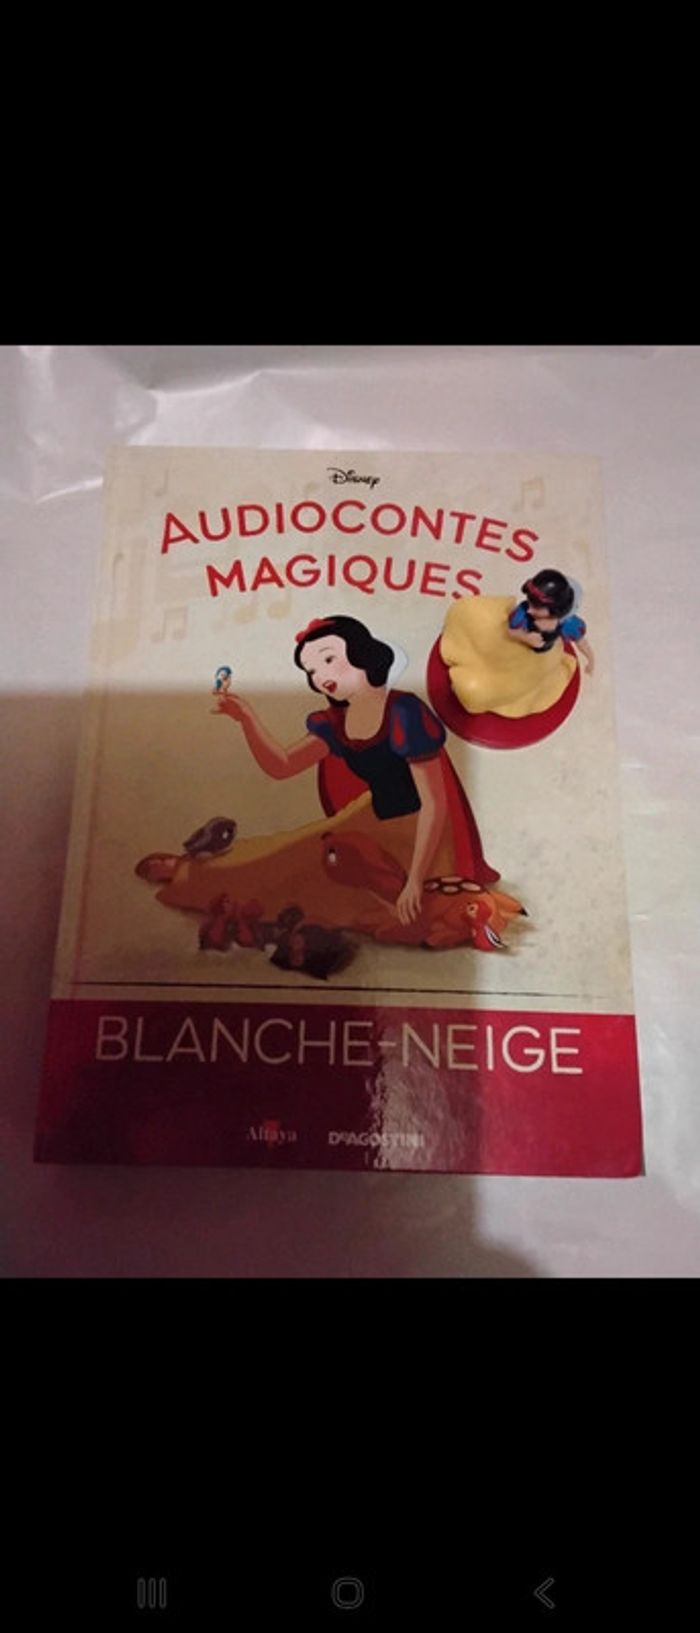 Disney
AUDIOCONTES
MAGIQUES
BLANCHE-NEIGE
Altaya DeAGOSTINI